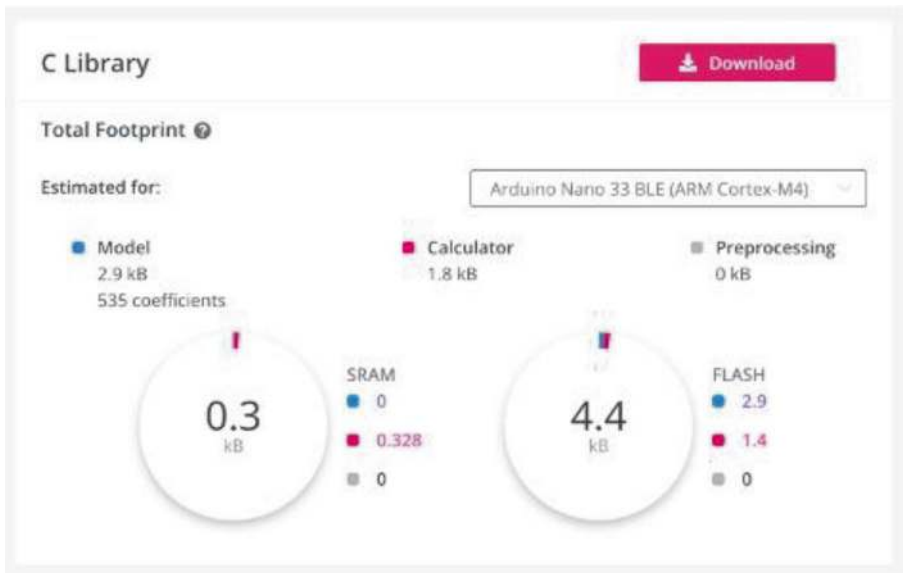 C Library
Download
Total Footprint
Estimated for:
Arduino Nano 33 BLE (ARM Cortex-M4)
Model
2.9 kB
535 coefficients
Calculator
1.8 kB
Preprocessing
0 kB
0.3
kB
SRAM
0
0.328
0
4.4
kB
FLASH
2.9
1.4
0